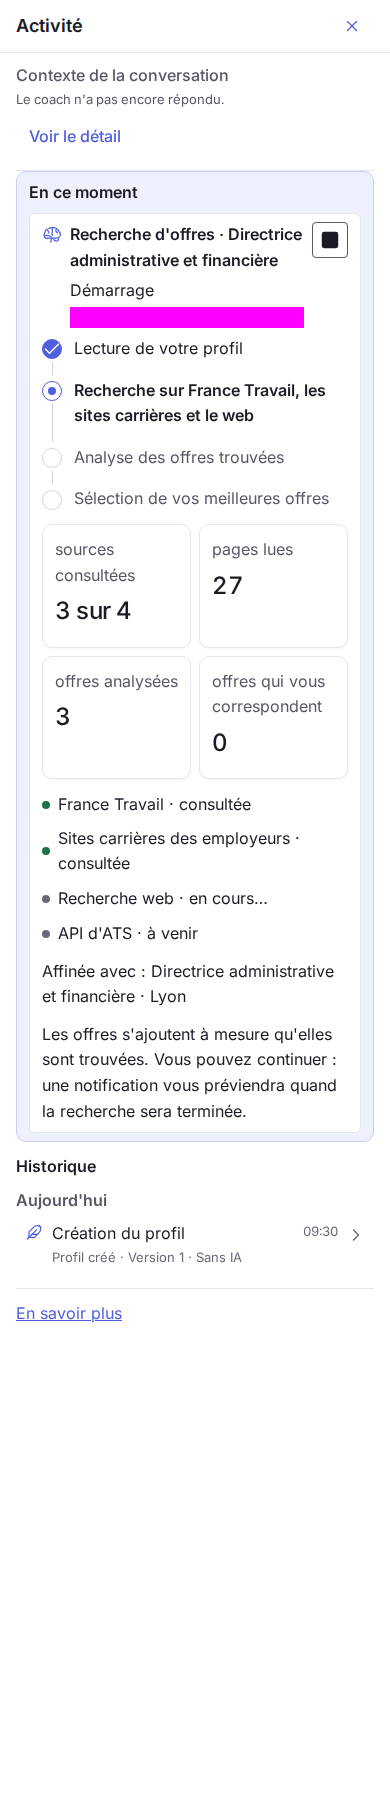 Activité
Contexte de la conversation
Le coach n'a pas encore répondu.
Voir le détail
En ce moment
Recherche d'offres · Directrice
administrative et financière
Démarrage
Lecture de votre profil
Recherche sur France Travail, les
sites carrières et le web
Analyse des offres trouvées
Sélection de vos meilleures offres
sources
consultées
3 sur 4
pages lues
27
offres analysées
3
offres qui vous
correspondent
0
France Travail · consultée
Sites carrières des employeurs ·
consultée
Recherche web · en cours…
API d'ATS · à venir
Affinée avec : Directrice administrative
et financière · Lyon
Les offres s'ajoutent à mesure qu'elles
sont trouvées. Vous pouvez continuer :
une notification vous préviendra quand
la recherche sera terminée.
Historique
Aujourd'hui
Création du profil
09:30
Profil créé · Version 1 · Sans IA
En savoir plus